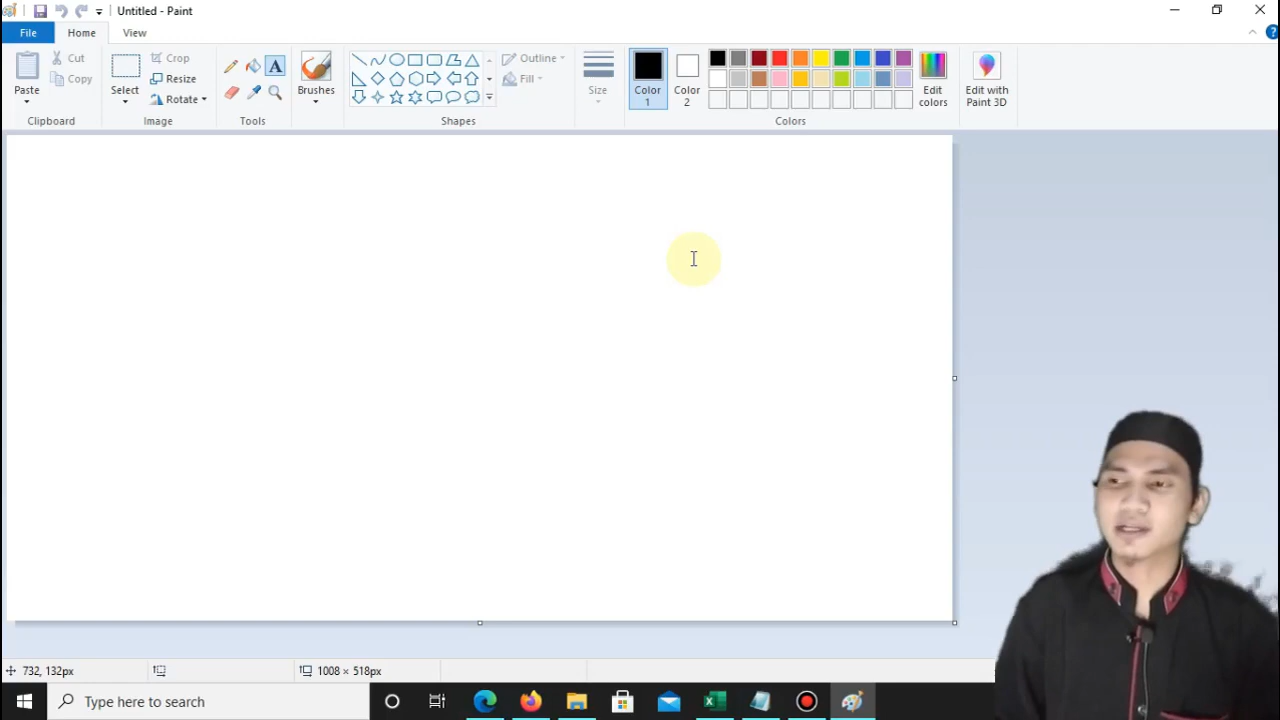 Untitled - Paint
File
Home
View
Paste
Cut
Copy
Clipboard
Select
Crop
Resize
Rotate
Image
A
Tools
Brushes
Outline
Fill
Shapes
Size
Color
1
Color
2
Edit
colors
Colors
Edit with
Paint 3D
732, 132px
1008 × 518px
Type here to search